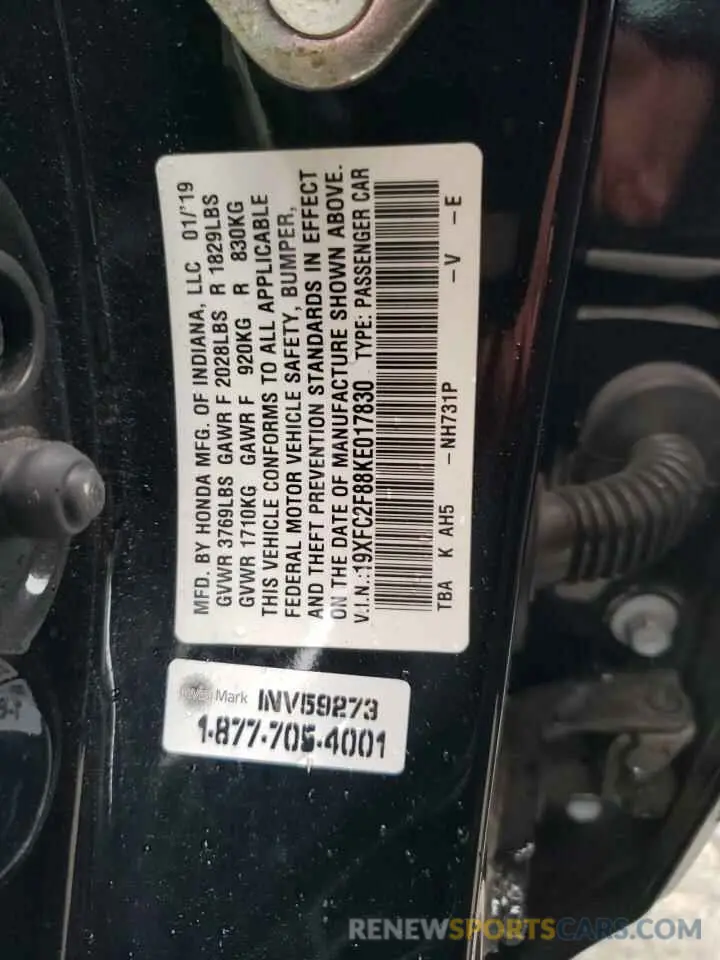 MFD. BY HONDA MFG. OF INDIANA, LLC 01/'19
GVWR 3769LBS GAWR F 2028LBS R 1829LBS
GVWR 1710KG GAWR F 920KG R 830KG
THIS VEHICLE CONFORMS TO ALL APPLICABLE
FEDERAL MOTOR VEHICLE SAFETY, BUMPER,
AND THEFT PREVENTION STANDARDS IN EFFECT
ON THE DATE OF MANUFACTURE SHOWN ABOVE.
V.I.N.:19XFC2F88KE017830 TYPE: PASSENGER CAR
TBA K AH5 -NH731P -V -E
Mark INV59273
1-877-705-4001
RENEWSPORTSCARS.COM